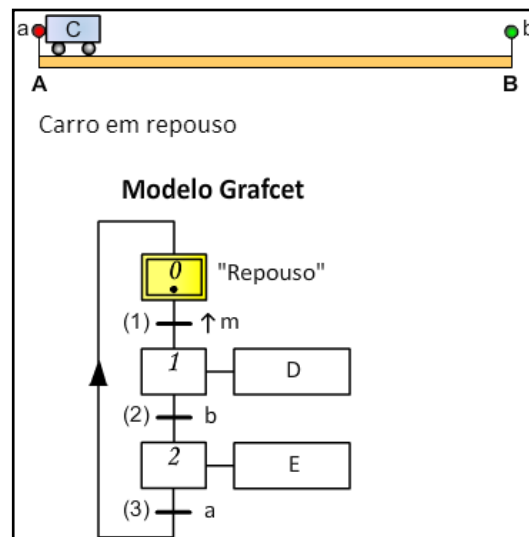 a C b
A B
Carro em repouso
Modelo Grafcet
0 "Repouso"
(1) ↑m
1 D
(2) b
2 E
(3) a